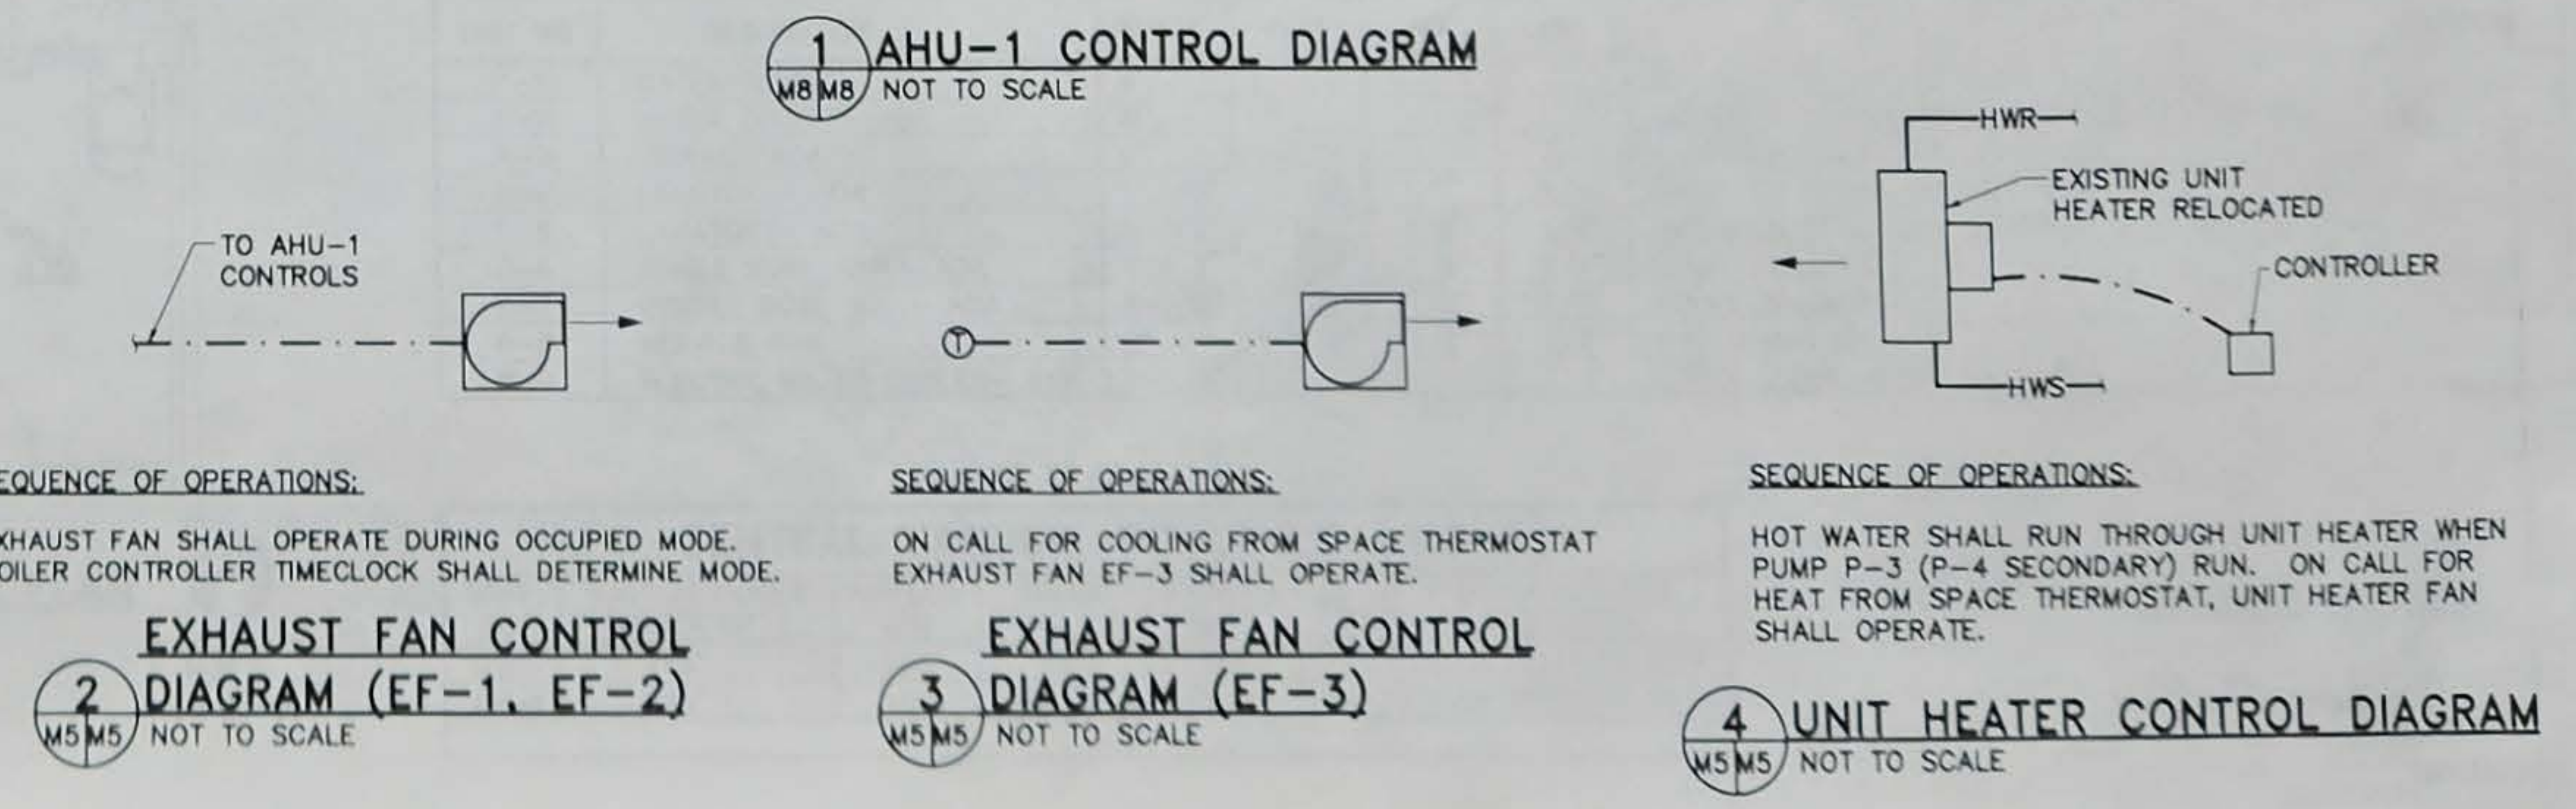 1 AHU-1 CONTROL DIAGRAM
M8 M8 NOT TO SCALE
HWR
EXISTING UNIT
HEATER RELOCATED
CONTROLLER
HWS
TO AHU-1
CONTROLS
T
EQUENCE OF OPERATIONS:
XHAUST FAN SHALL OPERATE DURING OCCUPIED MODE.
OILER CONTROLLER TIMECLOCK SHALL DETERMINE MODE.
EXHAUST FAN CONTROL
2 DIAGRAM (EF-1, EF-2)
M5 M5 NOT TO SCALE
SEQUENCE OF OPERATIONS:
ON CALL FOR COOLING FROM SPACE THERMOSTAT
EXHAUST FAN EF-3 SHALL OPERATE.
EXHAUST FAN CONTROL
3 DIAGRAM (EF-3)
M5 M5 NOT TO SCALE
SEQUENCE OF OPERATIONS:
HOT WATER SHALL RUN THROUGH UNIT HEATER WHEN
PUMP P-3 (P-4 SECONDARY) RUN. ON CALL FOR
HEAT FROM SPACE THERMOSTAT, UNIT HEATER FAN
SHALL OPERATE.
4 UNIT HEATER CONTROL DIAGRAM
M5 M5 NOT TO SCALE